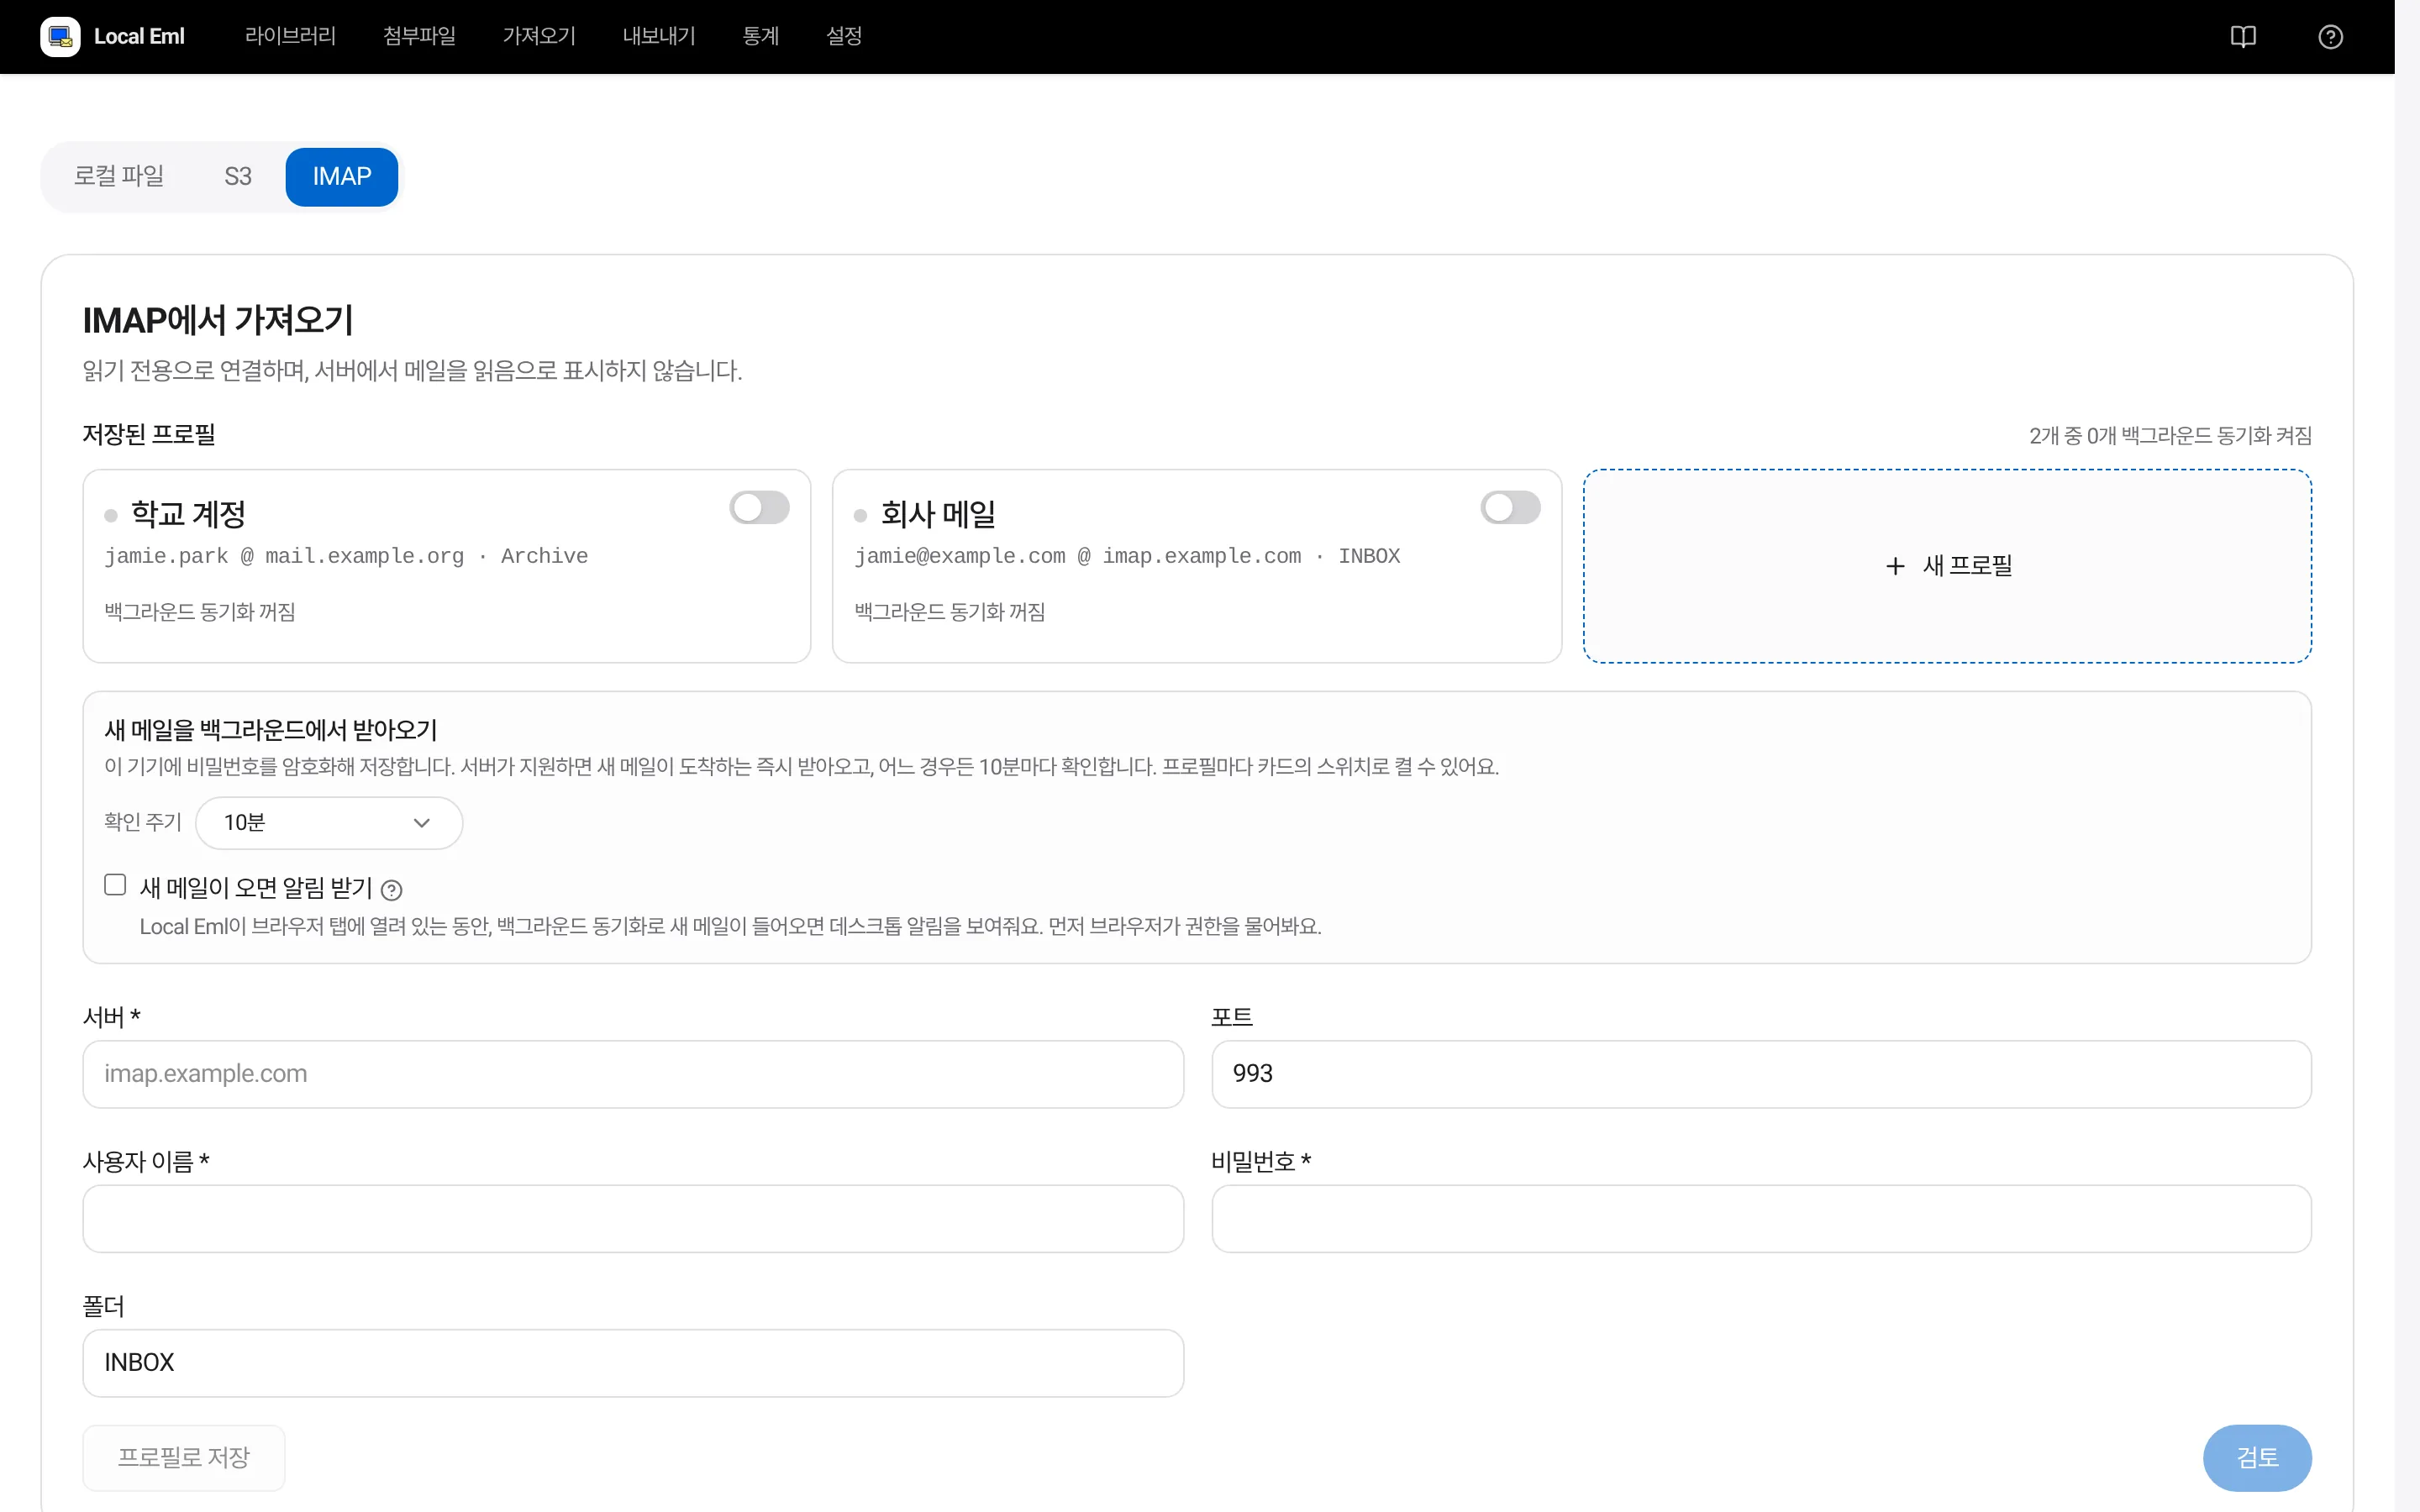 Local Eml
라이브러리
첨부파일
가져오기
내보내기
통계
설정
로컬 파일
S3
IMAP
IMAP에서 가져오기
읽기 전용으로 연결하며, 서버에서 메일을 읽음으로 표시하지 않습니다.
저장된 프로필
2개 중 0개 백그라운드 동기화 켜짐
학교 계정
jamie.park @ mail.example.org · Archive
백그라운드 동기화 꺼짐
회사 메일
jamie@example.com @ imap.example.com · INBOX
백그라운드 동기화 꺼짐
+ 새 프로필
새 메일을 백그라운드에서 받아오기
이 기기에 비밀번호를 암호화해 저장합니다. 서버가 지원하면 새 메일이 도착하는 즉시 받아오고, 어느 경우든 10분마다 확인합니다. 프로필마다 카드의 스위치로 켤 수 있어요.
확인 주기
10분
새 메일이 오면 알림 받기
Local Eml이 브라우저 탭에 열려 있는 동안, 백그라운드 동기화로 새 메일이 들어오면 데스크톱 알림을 보여줘요. 먼저 브라우저가 권한을 물어봐요.
서버 *
imap.example.com
포트
993
사용자 이름 *
비밀번호 *
폴더
INBOX
프로필로 저장
검토